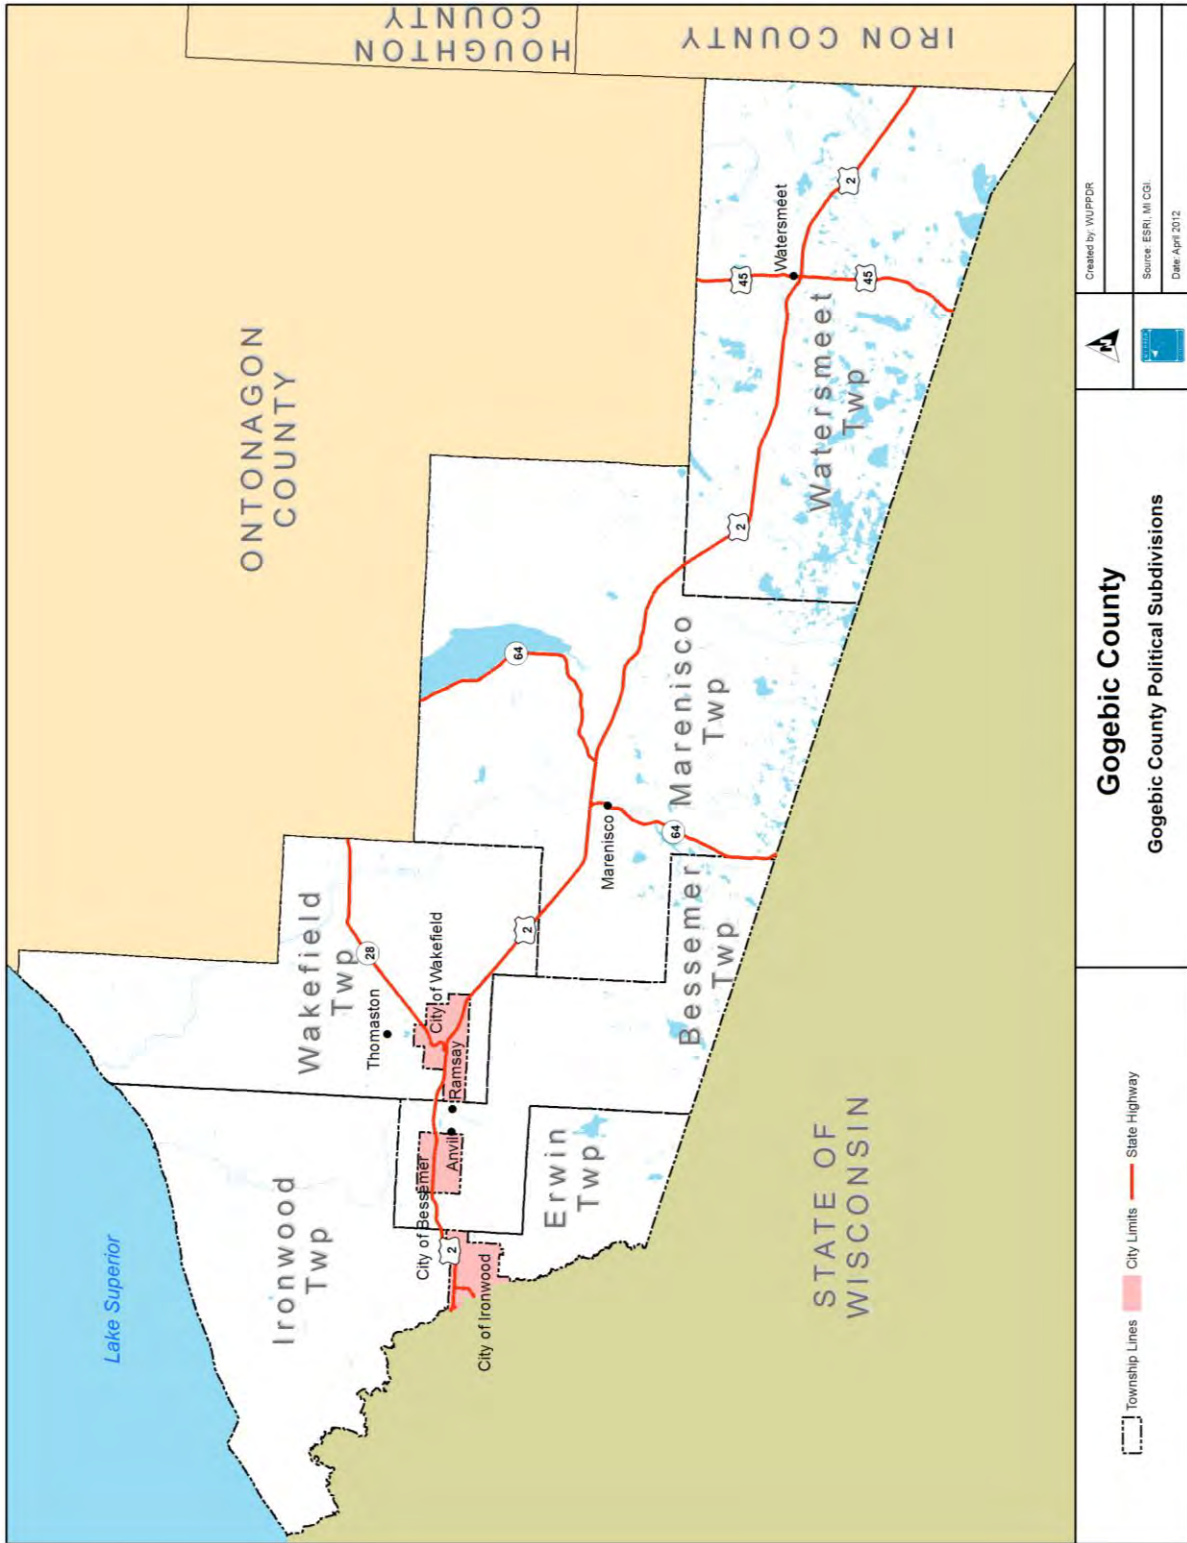 HOUGHTON
COUNTY
IRON COUNTY
ONTONAGON
COUNTY
Lake Superior
Ironwood
Twp
Wakefield
Twp
28
Thomaston
City of Wakefield
Ramsay
Anvil
City of Bessemer
2
City of Ironwood
Erwin
Twp
2
Bessemer
Twp
64
Marenisco
64
Marenisco
Twp
2
Watersmeet
Twp
45
Watersmeet
45
2
STATE OF
WISCONSIN
Township Lines
City Limits
State Highway
Gogebic County
Gogebic County Political Subdivisions
N
Created by: WUPPDR
Source: ESRI, MI CGI.
Date: April 2012